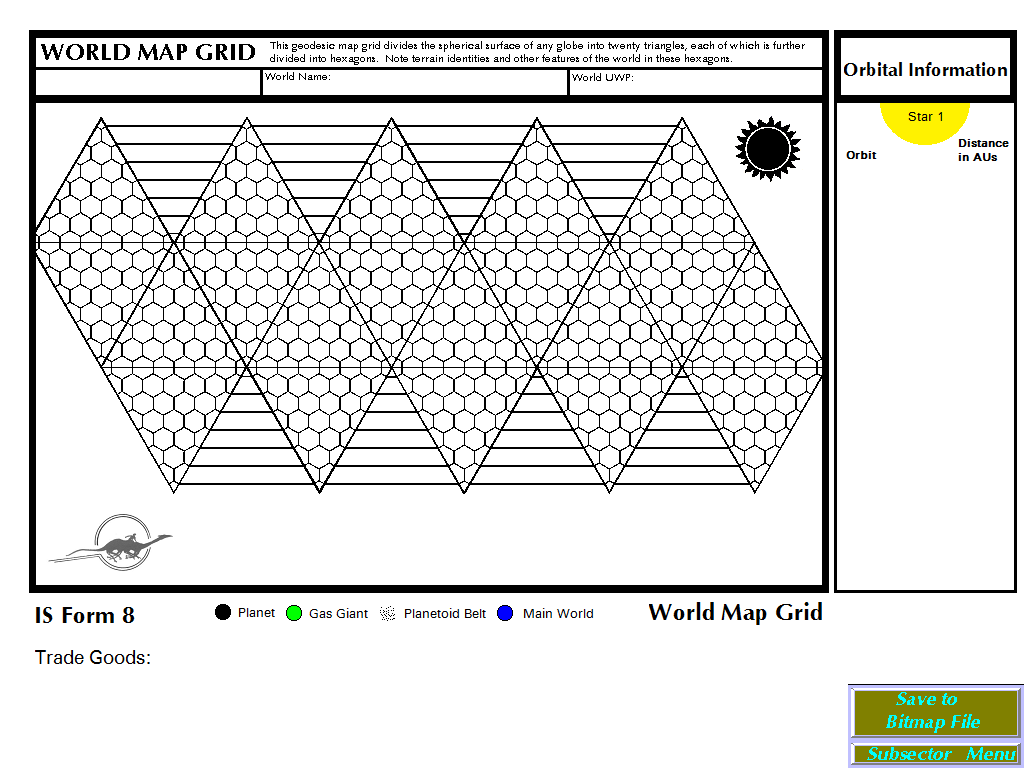 WORLD MAP GRID
This geodesic map grid divides the spherical surface of any globe into twenty triangles, each of which is further
divided into hexagons. Note terrain identities and other features of the world in these hexagons.
World Name:
World UWP:
Orbital Information
Star 1
Orbit
Distance
in AUs
IS Form 8
Planet
Gas Giant
Planetoid Belt
Main World
World Map Grid
Trade Goods:
Save to
Bitmap File
Subsector Menu